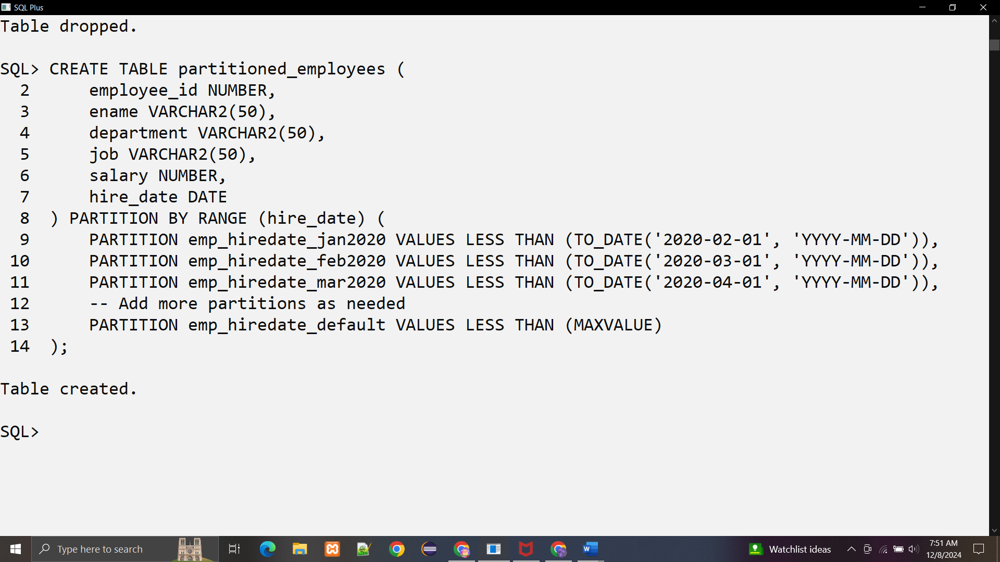 SQL Plus
Table dropped.
SQL> CREATE TABLE partitioned_employees (
  2      employee_id NUMBER,
  3      ename VARCHAR2(50),
  4      department VARCHAR2(50),
  5      job VARCHAR2(50),
  6      salary NUMBER,
  7      hire_date DATE
  8  ) PARTITION BY RANGE (hire_date) (
  9      PARTITION emp_hiredate_jan2020 VALUES LESS THAN (TO_DATE('2020-02-01', 'YYYY-MM-DD')),
 10      PARTITION emp_hiredate_feb2020 VALUES LESS THAN (TO_DATE('2020-03-01', 'YYYY-MM-DD')),
 11      PARTITION emp_hiredate_mar2020 VALUES LESS THAN (TO_DATE('2020-04-01', 'YYYY-MM-DD')),
 12      -- Add more partitions as needed
 13      PARTITION emp_hiredate_default VALUES LESS THAN (MAXVALUE)
 14  );
Table created.
SQL>
Type here to search
Watchlist ideas
7:51 AM
12/8/2024